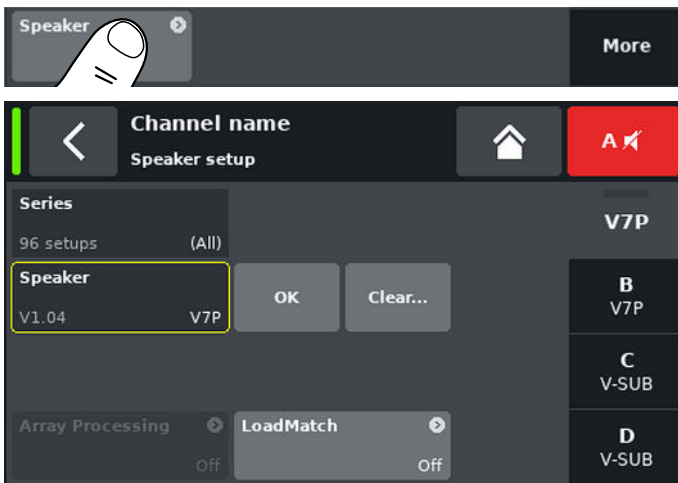 Speaker
More
Channel name
Speaker setup
A
Series
96 setups (All)
V7P
Speaker
V1.04 V7P
OK
Clear...
B
V7P
C
V-SUB
Array Processing
Off
LoadMatch
Off
D
V-SUB